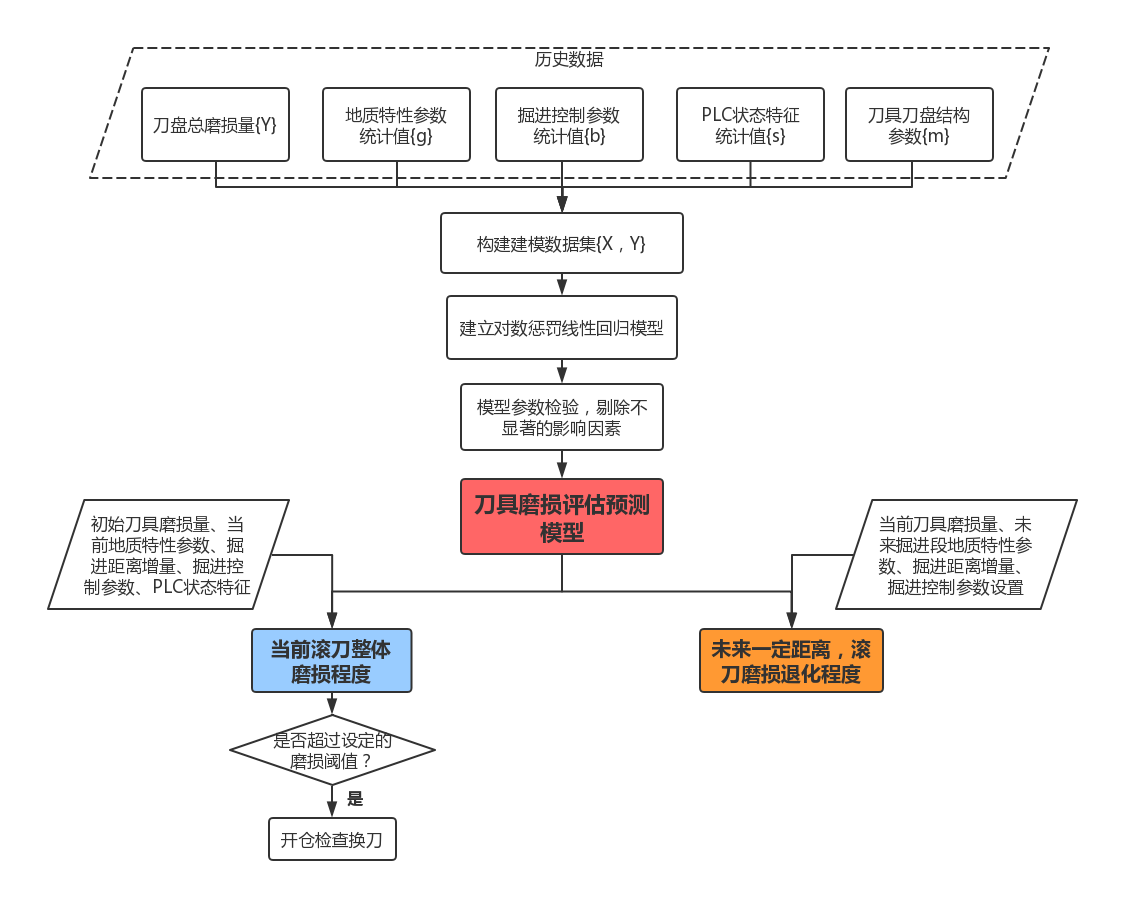 历史数据
刀盘总磨损量{Y}
地质特性参数
统计值{g}
掘进控制参数
统计值{b}
PLC状态特征
统计值{s}
刀具刀盘结构
参数{m}
构建建模数据集{X，Y}
建立对数惩罚线性回归模型
模型参数检验，剔除不
显著的影响因素
刀具磨损评估预测
模型
初始刀具磨损量、当
前地质特性参数、掘
进距离增量、掘进控
制参数、PLC状态特征
当前刀具磨损量、未
来掘进段地质特性参
数、掘进距离增量、
掘进控制参数设置
当前滚刀整体
磨损程度
未来一定距离，滚
刀磨损退化程度
是否超过设定的
磨损阈值？
是
开仓检查换刀